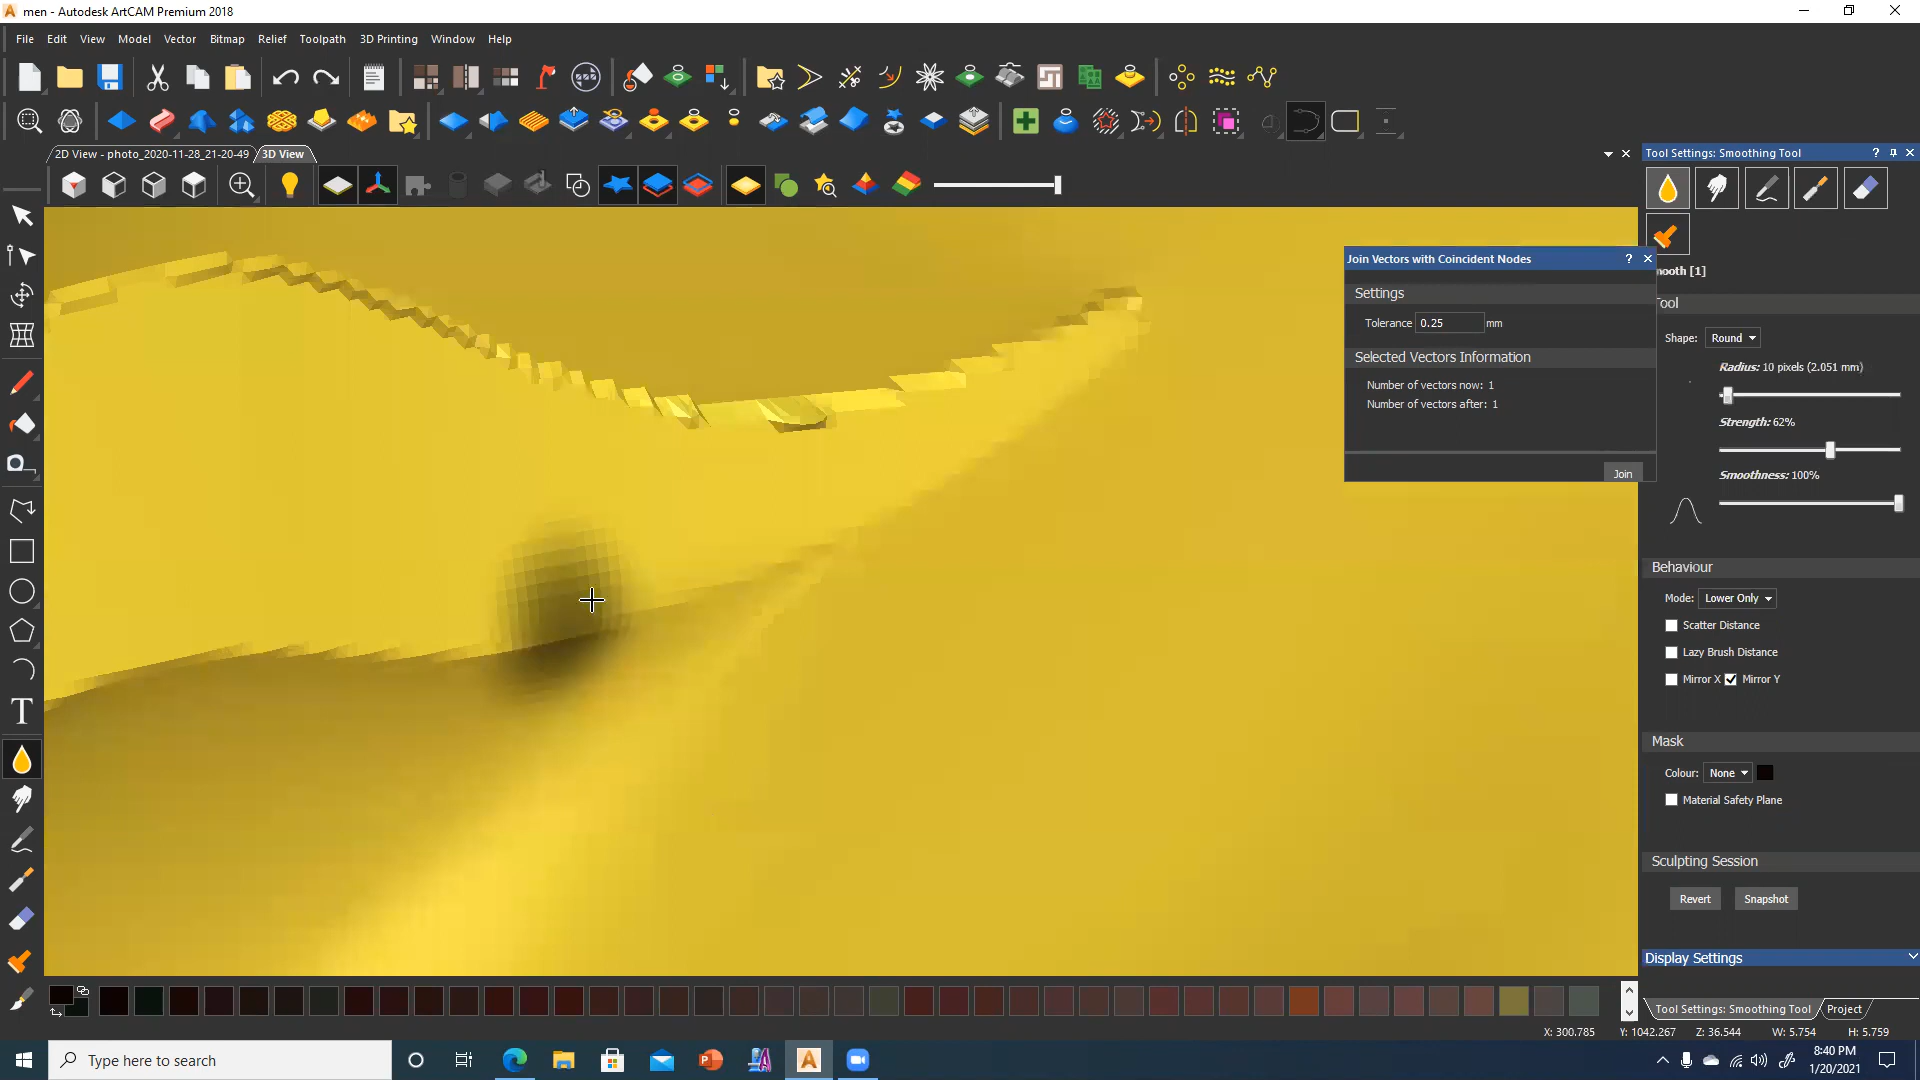 men - Autodesk ArtCAM Premium 2018
File Edit View Model Vector Bitmap Relief Toolpath 3D Printing Window Help
2D View - photo_2020-11-28_21-20-49 3D View
Tool Settings: Smoothing Tool
mooth [1]
Tool
Shape: Round
Radius: 10 pixels (2.051 mm)
Strength: 62%
Smoothness: 100%
Join Vectors with Coincident Nodes
Settings
Tolerance 0.25 mm
Selected Vectors Information
Number of vectors now: 1
Number of vectors after: 1
Join
Behaviour
Mode: Lower Only
Scatter Distance
Lazy Brush Distance
Mirror X Mirror Y
Mask
Colour: None
Material Safety Plane
Sculpting Session
Revert Snapshot
Display Settings
Tool Settings: Smoothing Tool Project
X: 300.785 Y: 1042.267 Z: 36.544 W: 5.754 H: 5.759
Type here to search
8:40 PM
1/20/2021